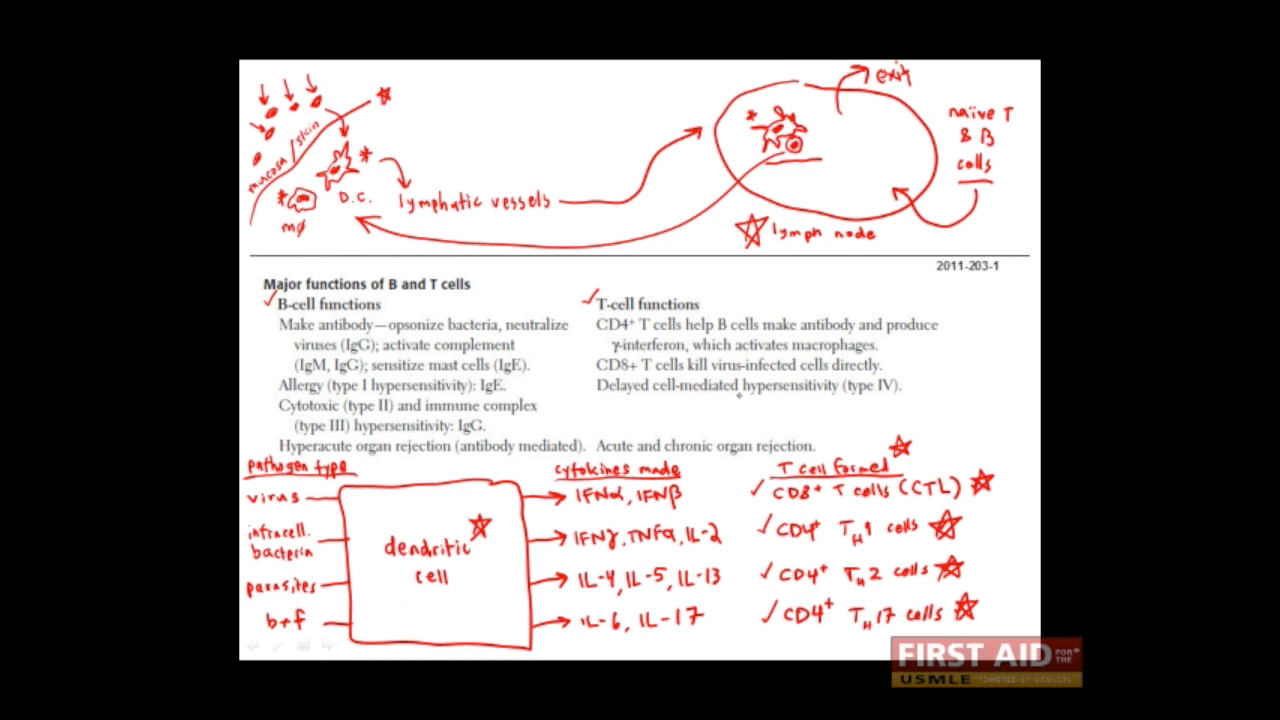 exit
naïve T
& B
cells
mucosa/skin
D.C.
lymphatic vessels
mφ
lymph node
2011-203-1
Major functions of B and T cells
B-cell functions
Make antibody—opsonize bacteria, neutralize
viruses (IgG); activate complement
(IgM, IgG); sensitize mast cells (IgE).
Allergy (type I hypersensitivity): IgE.
Cytotoxic (type II) and immune complex
(type III) hypersensitivity: IgG.
Hyperacute organ rejection (antibody mediated).
T-cell functions
CD4+ T cells help B cells make antibody and produce
γ-interferon, which activates macrophages.
CD8+ T cells kill virus-infected cells directly.
Delayed cell-mediated hypersensitivity (type IV).
Acute and chronic organ rejection.
pathogen type
virus
intracell.
bacteria
parasites
b+f
dendritic
cell
cytokines made
IFNα, IFNβ
IFNγ, TNFα, IL-2
IL-4, IL-5, IL-13
IL-6, IL-17
T cell formed
CD8+ T cells (CTL)
CD4+ TH1 cells
CD4+ TH2 cells
CD4+ TH17 cells
FIRST AID FOR THE
USMLE POWERED BY USMLERX